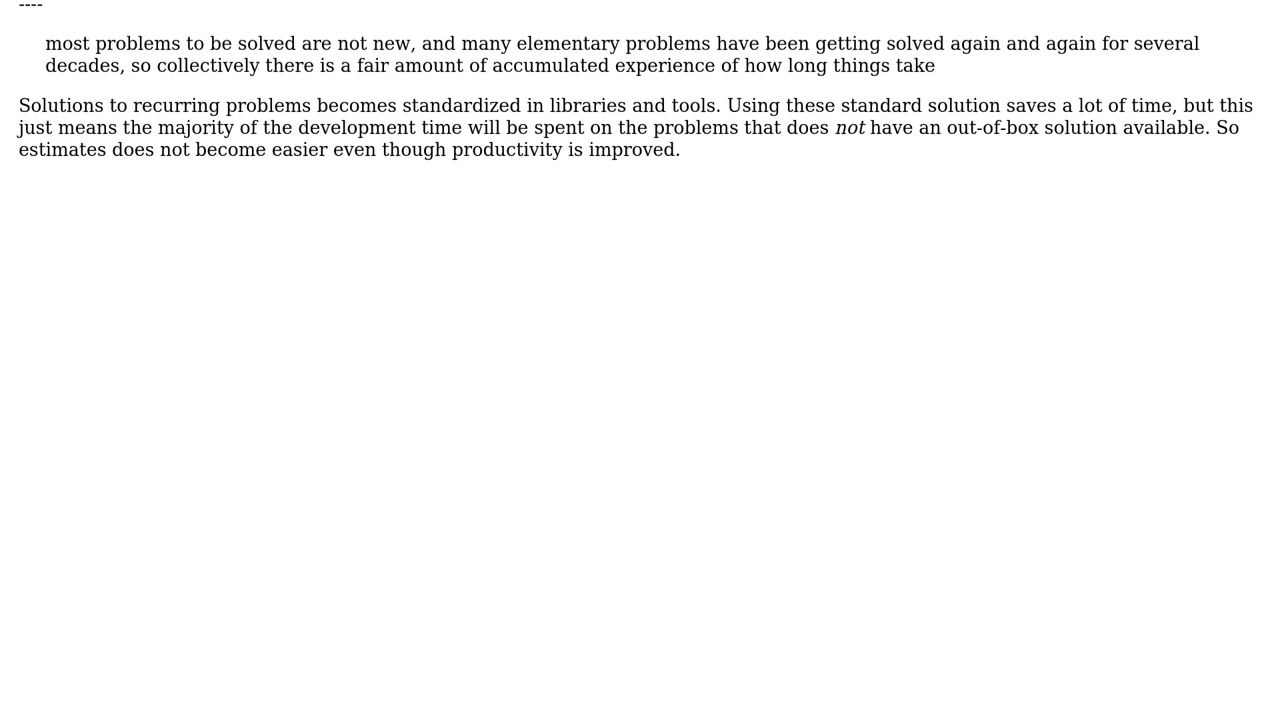 ----
most problems to be solved are not new, and many elementary problems have been getting solved again and again for several
decades, so collectively there is a fair amount of accumulated experience of how long things take
Solutions to recurring problems becomes standardized in libraries and tools. Using these standard solution saves a lot of time, but this
just means the majority of the development time will be spent on the problems that does not have an out-of-box solution available. So
estimates does not become easier even though productivity is improved.